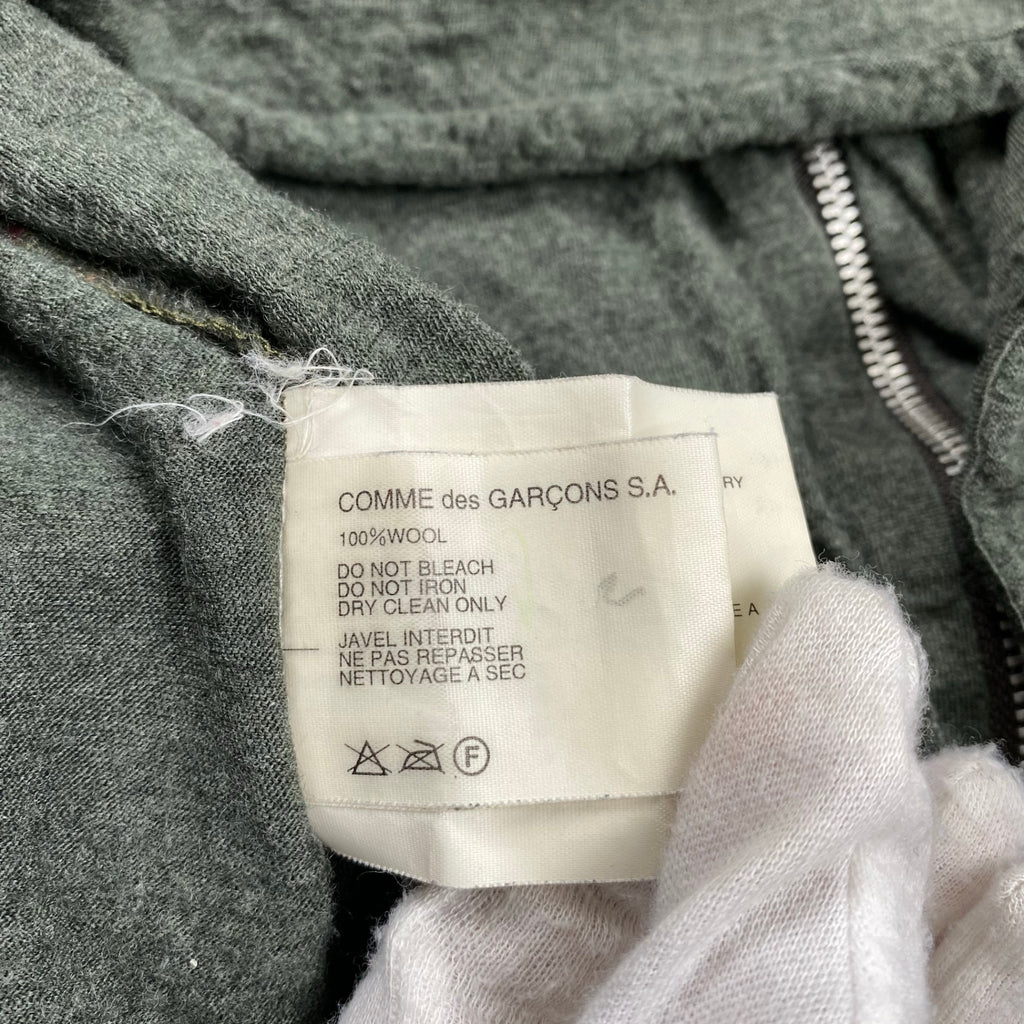 COMME des GARÇONS S.A.
100%WOOL
DO NOT BLEACH
DO NOT IRON
DRY CLEAN ONLY
JAVEL INTERDIT
NE PAS REPASSER
NETTOYAGE A SEC
F
RY
E A